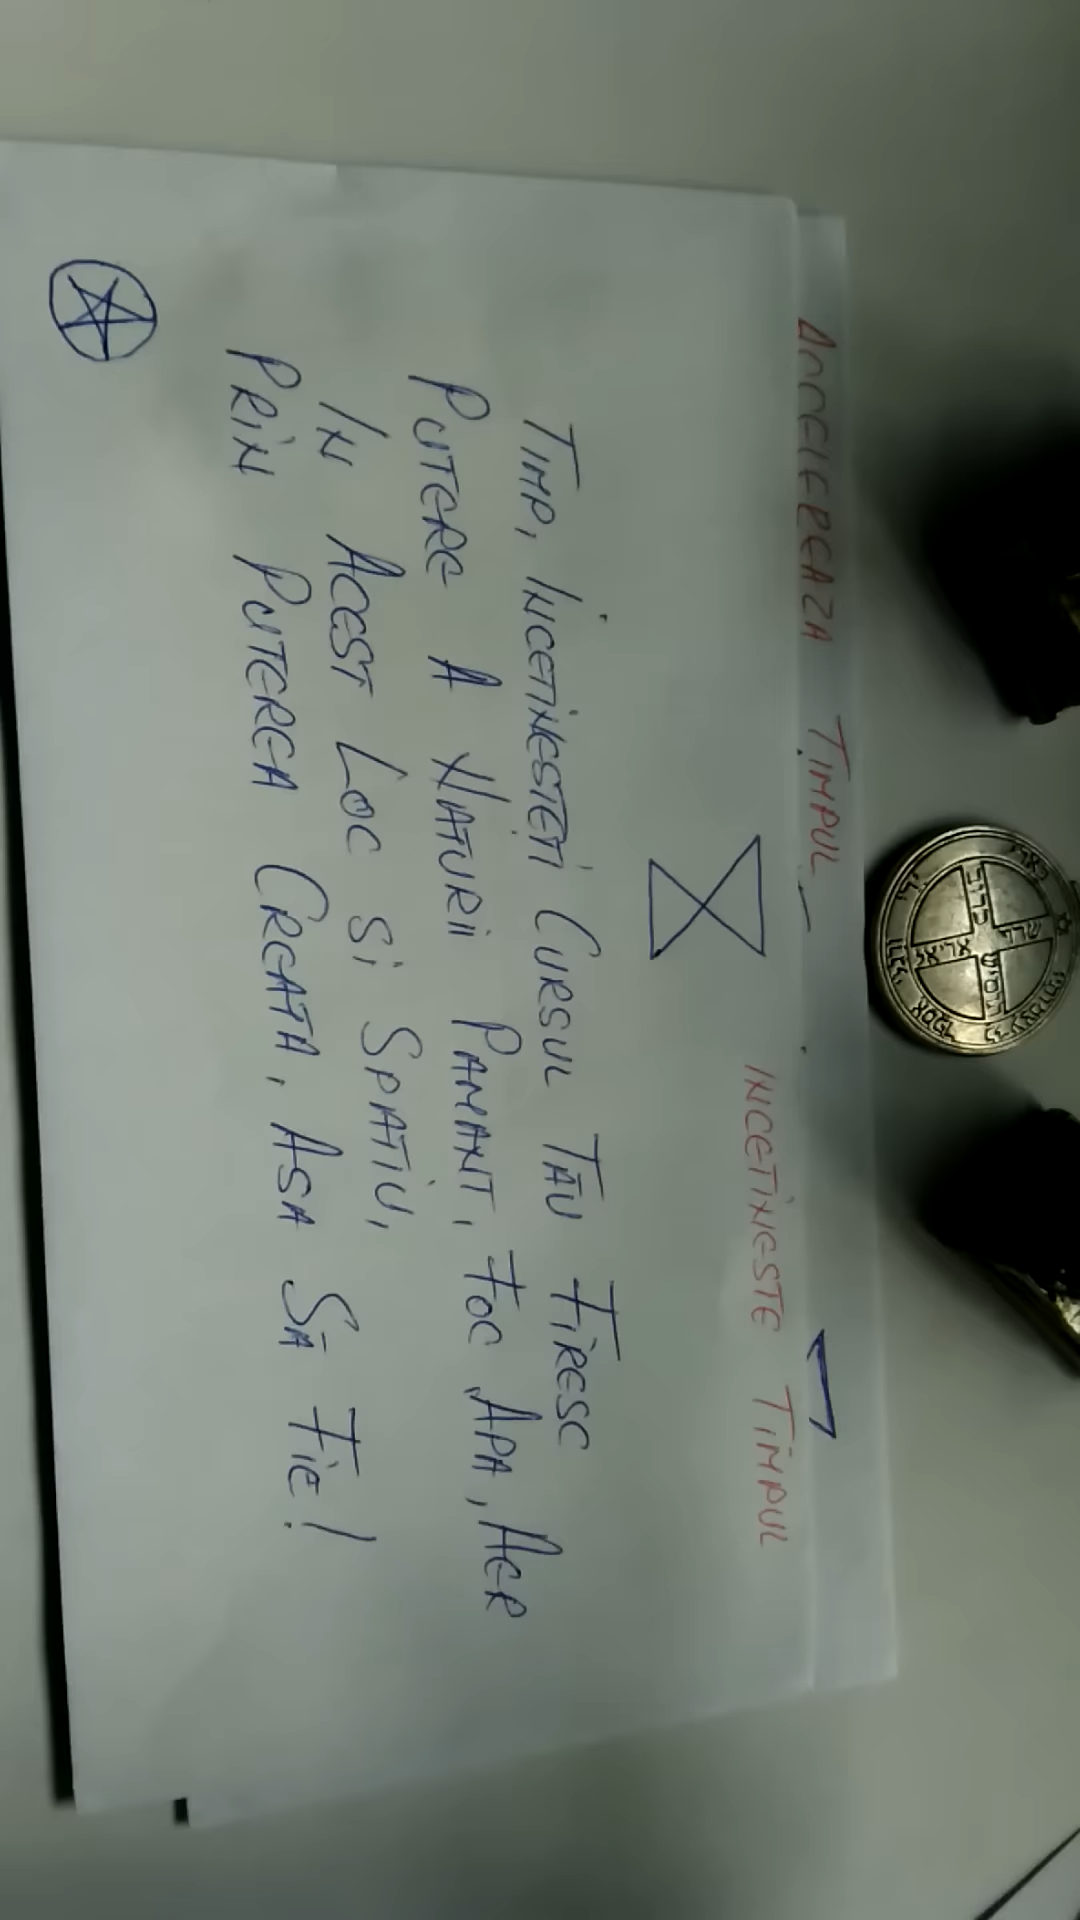 ACCELEREAZA TIMPUL
INCETINESTE TIMPUL
TIMP, INCETINESTETI CURSUL TAU FIRESC
PUTERE A NATURII PAMANT, FOC APA, AER
IN ACEST LOC SI SPATIU,
PRIN PUTEREA CREATA, ASA SĂ FIE!